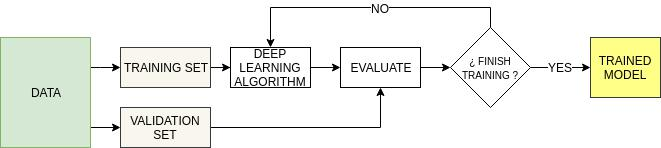 NO
DATA
TRAINING SET
DEEP
LEARNING
ALGORITHM
EVALUATE
¿ FINISH
TRAINING ?
YES
TRAINED
MODEL
VALIDATION
SET